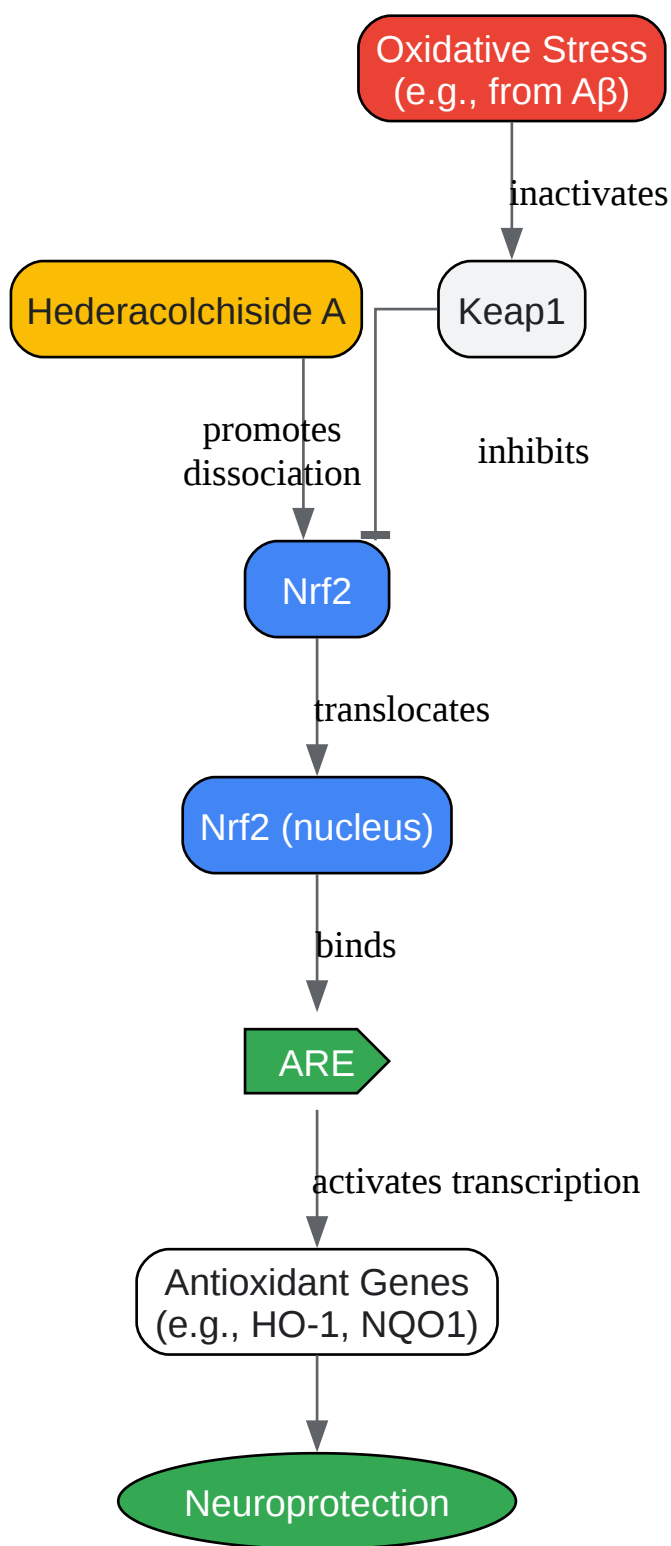 Oxidative Stress
(e.g., from Aβ)
inactivates
Hederacolchiside A
Keap1
promotes
dissociation
inhibits
Nrf2
translocates
Nrf2 (nucleus)
binds
ARE
activates transcription
Antioxidant Genes
(e.g., HO-1, NQO1)
Neuroprotection